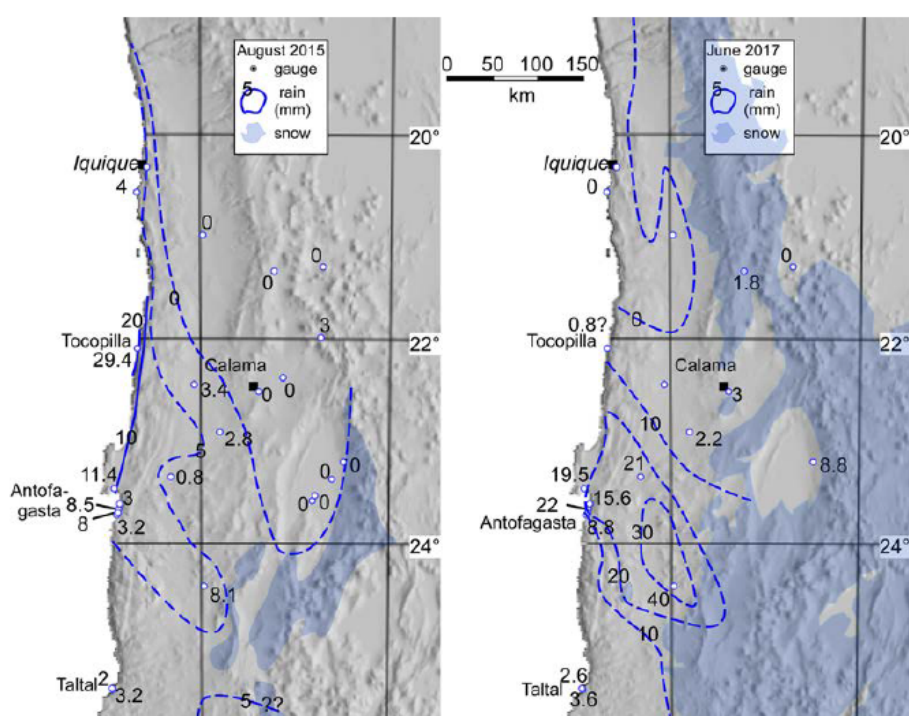 August 2015
gauge
5 rain
(mm)
snow
0 50 100 150
km
June 2017
gauge
5 rain
(mm)
snow
20°
20°
Iquique
4
Iquique
0
0
0
0
0
0
1.8
0
20
0
3
0.8?
22°
22°
Tocopilla
29.4
Tocopilla
Calama
3.4
0
0
Calama
3
10
5
2.8
10
2.2
0.8
0
0
21
8.8
11.4
3
0
0
19.5
15.6
Antofa-
gasta
8.5
8
3.2
22
Antofagasta
8.8
30
24°
24°
8.1
20
40
10
Taltal
2
3.2
5
2?
Taltal
2.6
3.6